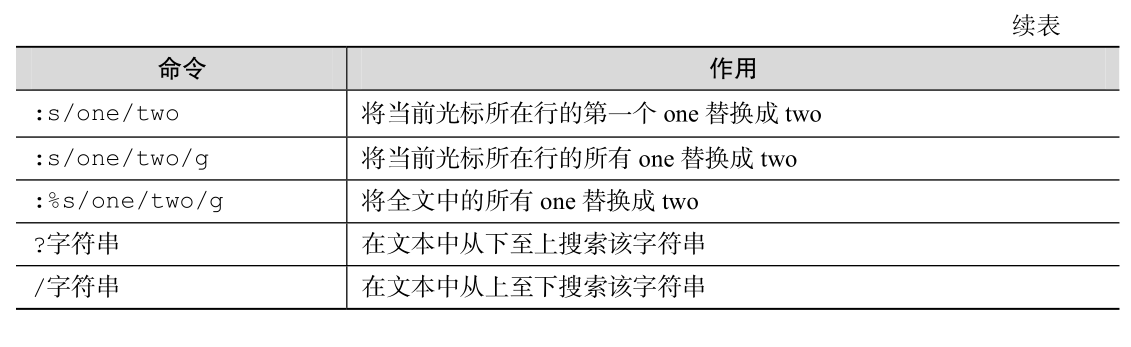 续表
命令 作用
:s/one/two 将当前光标所在行的第一个 one 替换成 two
:s/one/two/g 将当前光标所在行的所有 one 替换成 two
:%s/one/two/g 将全文中的所有 one 替换成 two
?字符串 在文本中从下至上搜索该字符串
/字符串 在文本中从上至下搜索该字符串